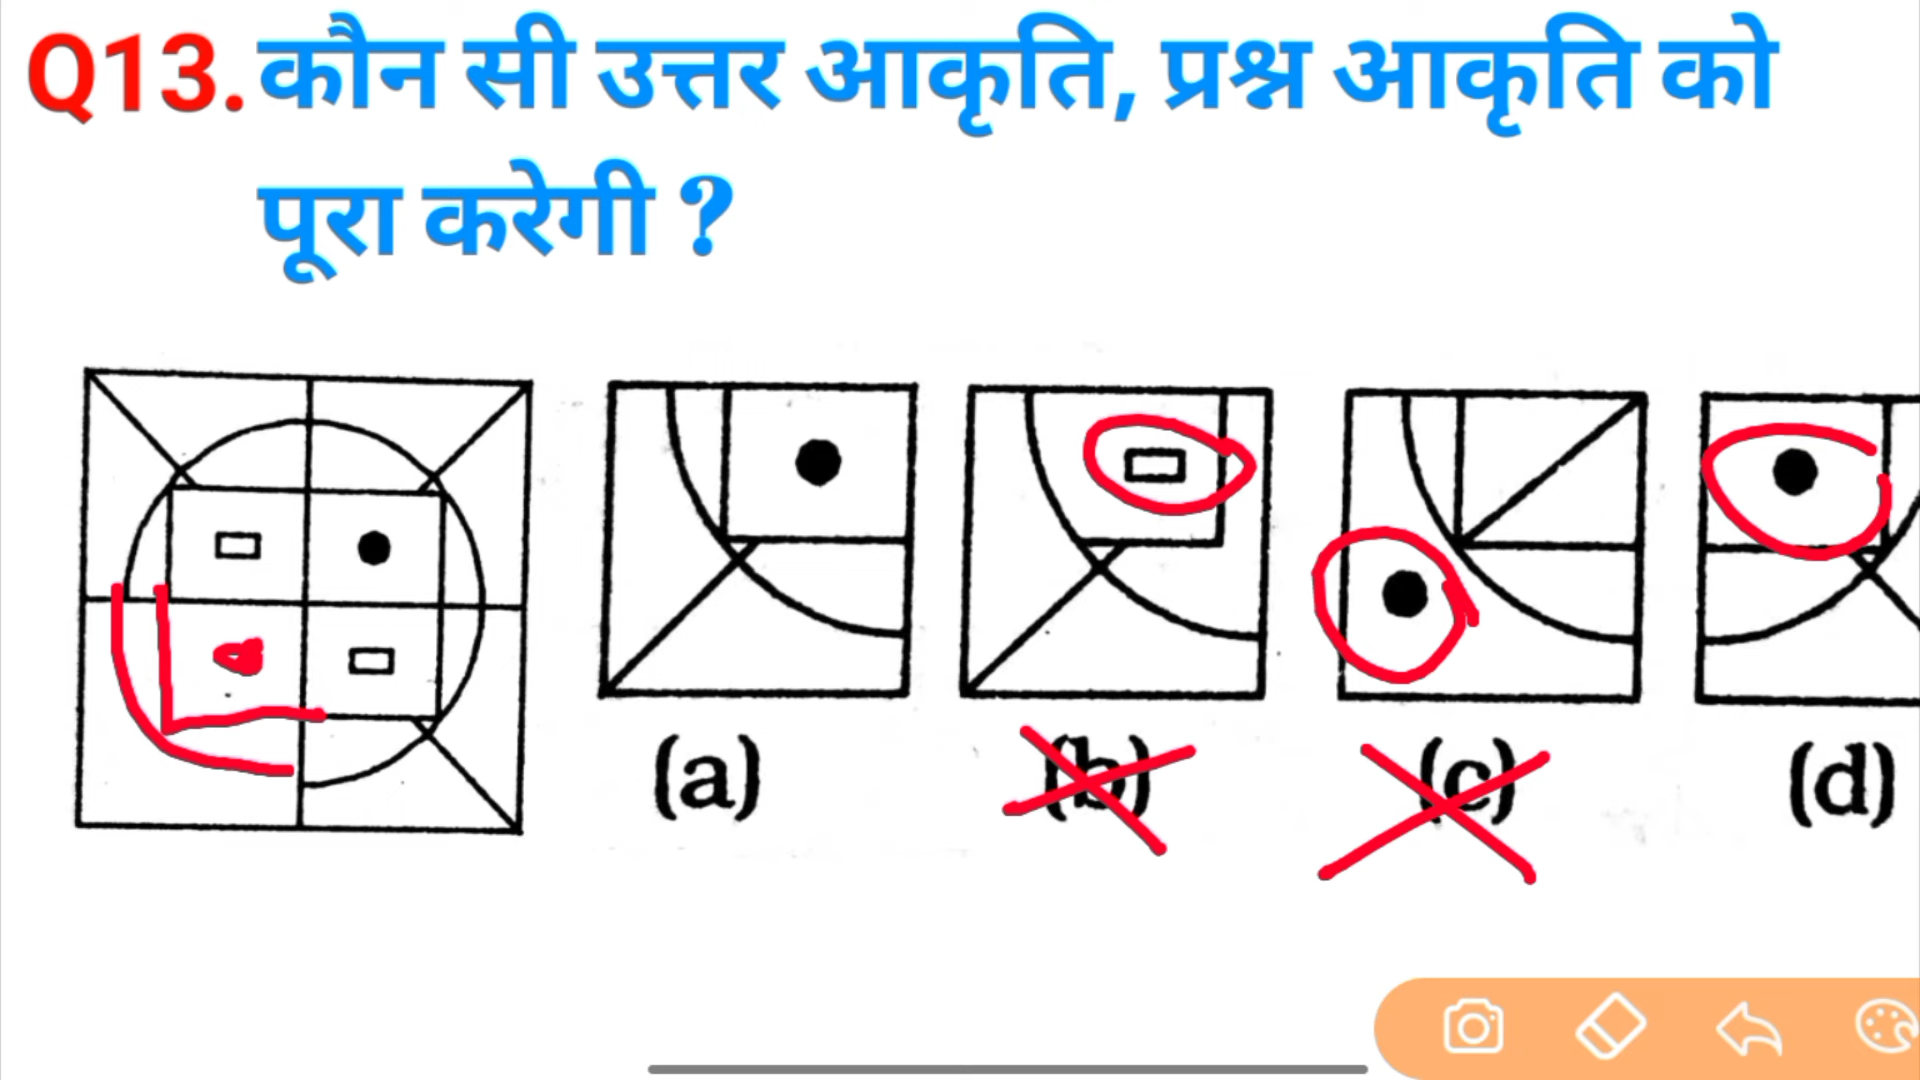 Q13. कौन सी उत्तर आकृति, प्रश्न आकृति को
पूरा करेगी ?
(a) (b) (c) (d)